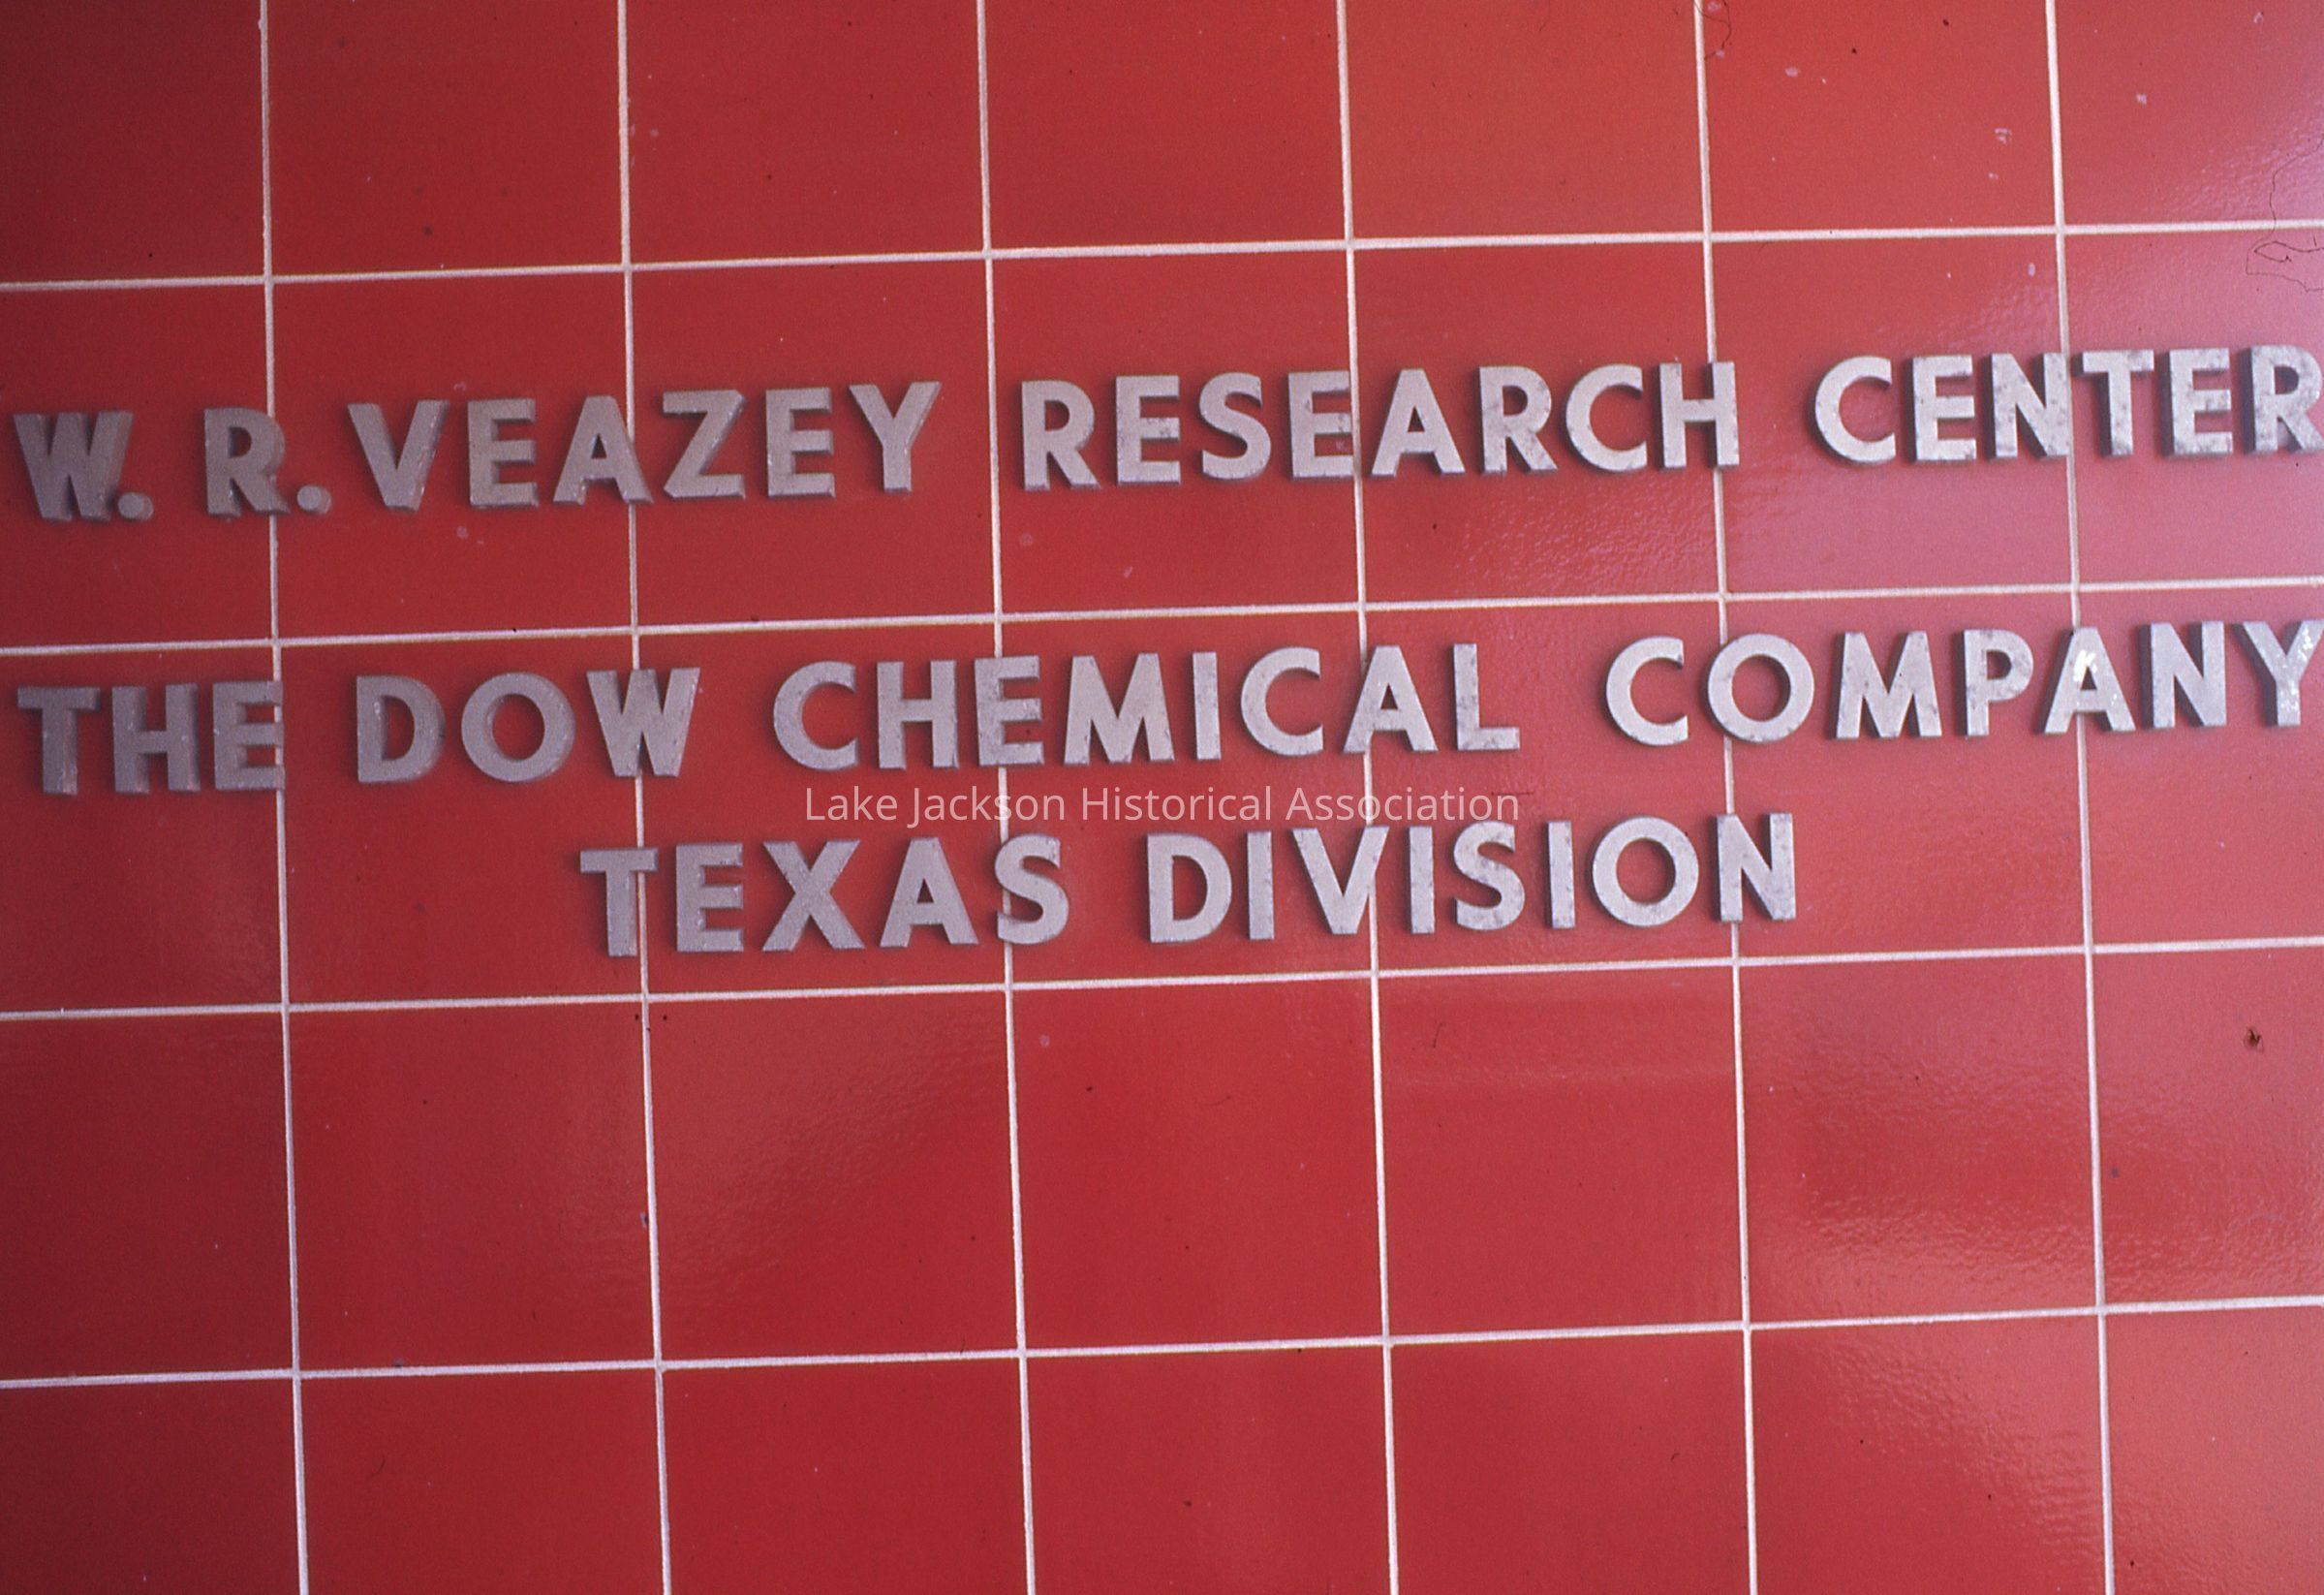 W. R. VEAZEY RESEARCH CENTER
THE DOW CHEMICAL COMPANY
Lake Jackson Historical Association
TEXAS DIVISION